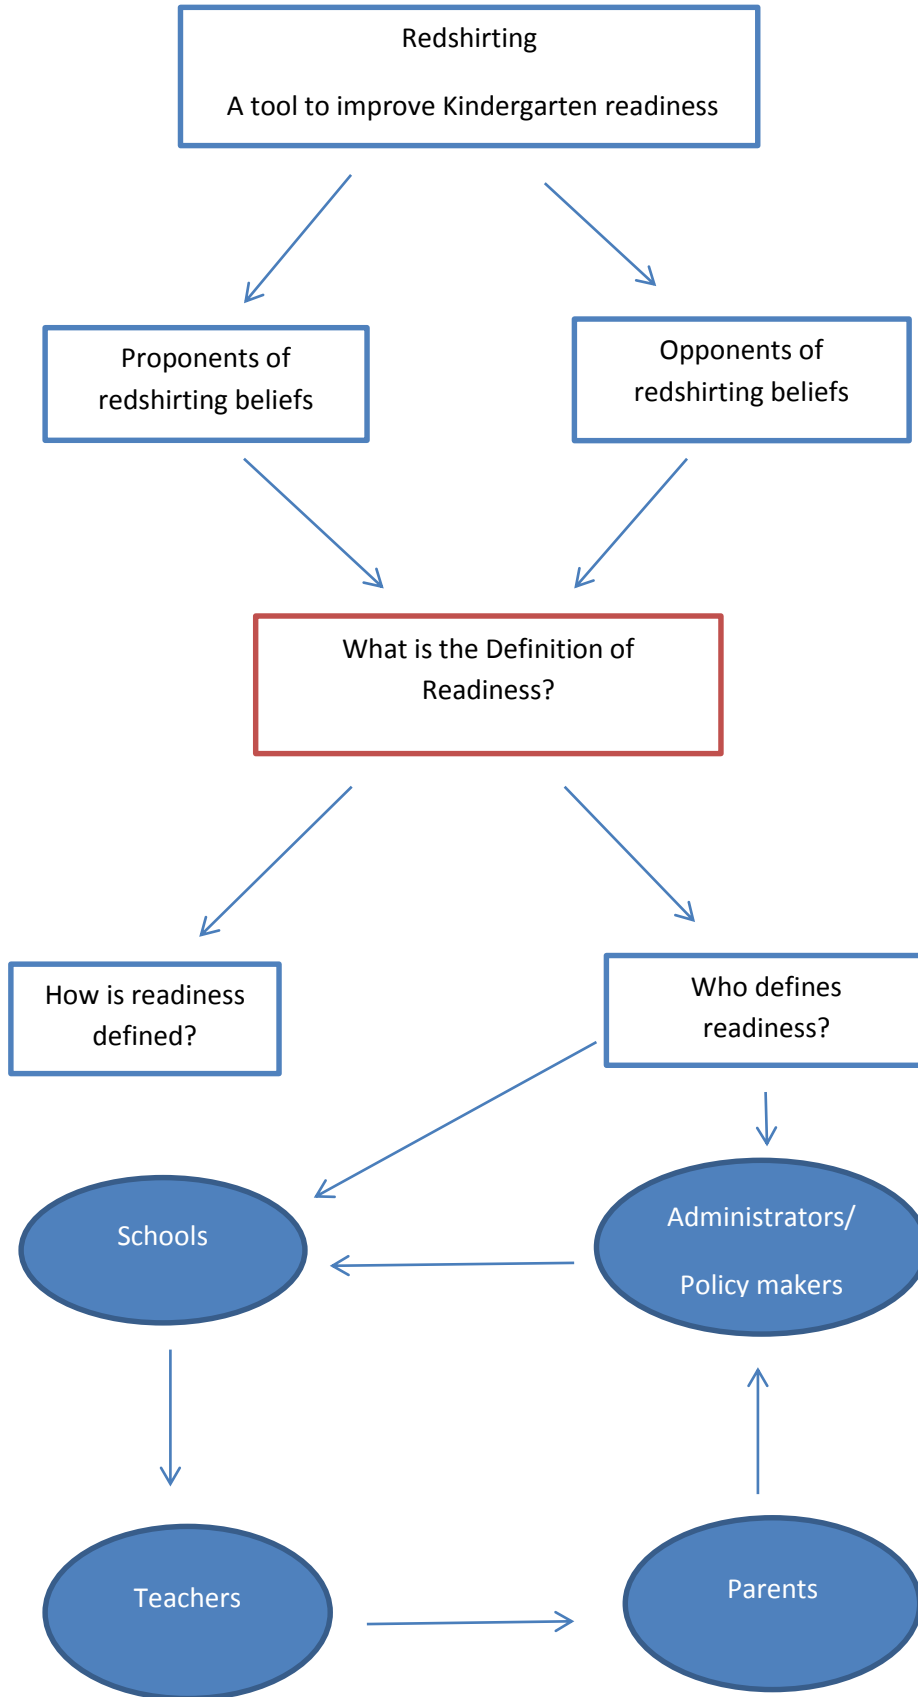 Redshirting
A tool to improve Kindergarten readiness
Proponents of
redshirting beliefs
Opponents of
redshirting beliefs
What is the Definition of
Readiness?
How is readiness
defined?
Who defines
readiness?
Schools
Administrators/
Policy makers
Teachers
Parents